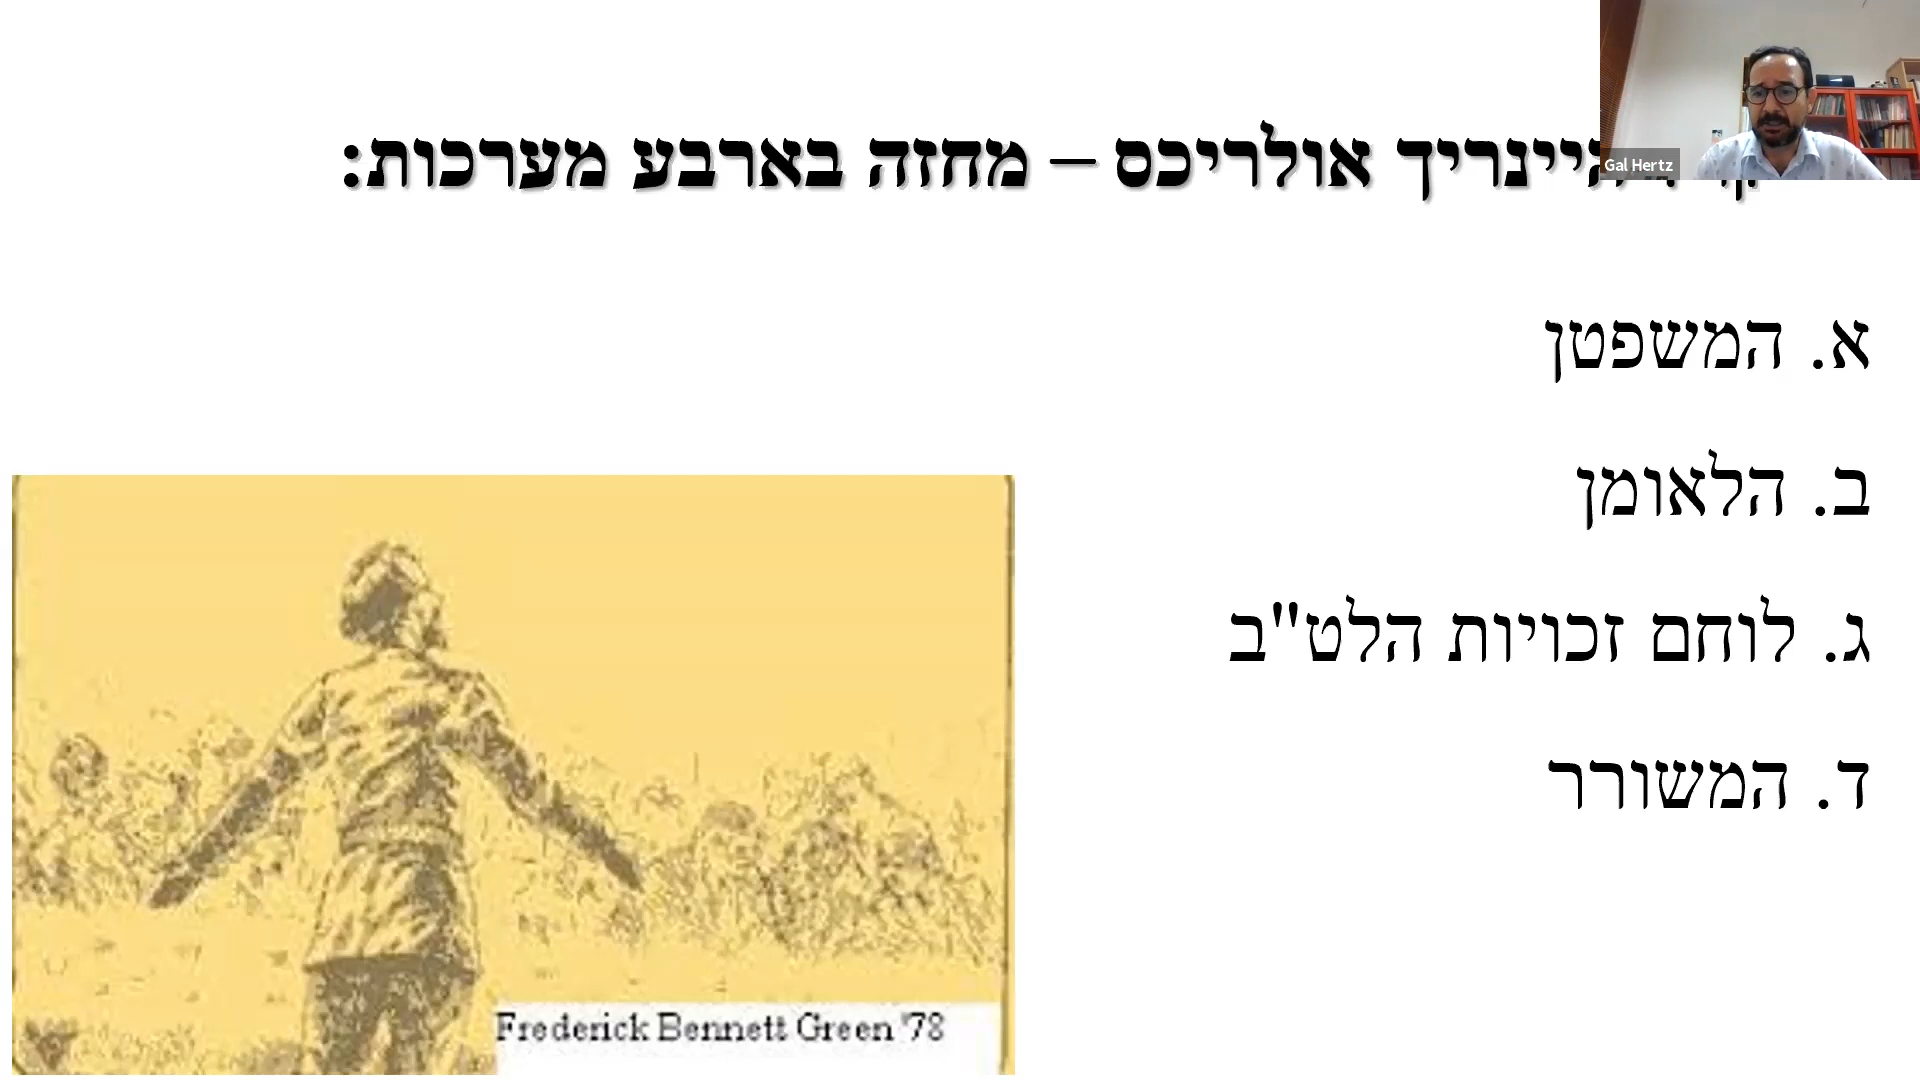 היינריך אולריכס – מחזה בארבע מערכות:
Gal Hertz
א. המשפטן
ב. הלאומן
ג. לוחם זכויות הלט"ב
ד. המשורר
Frederick Bennett Green '78